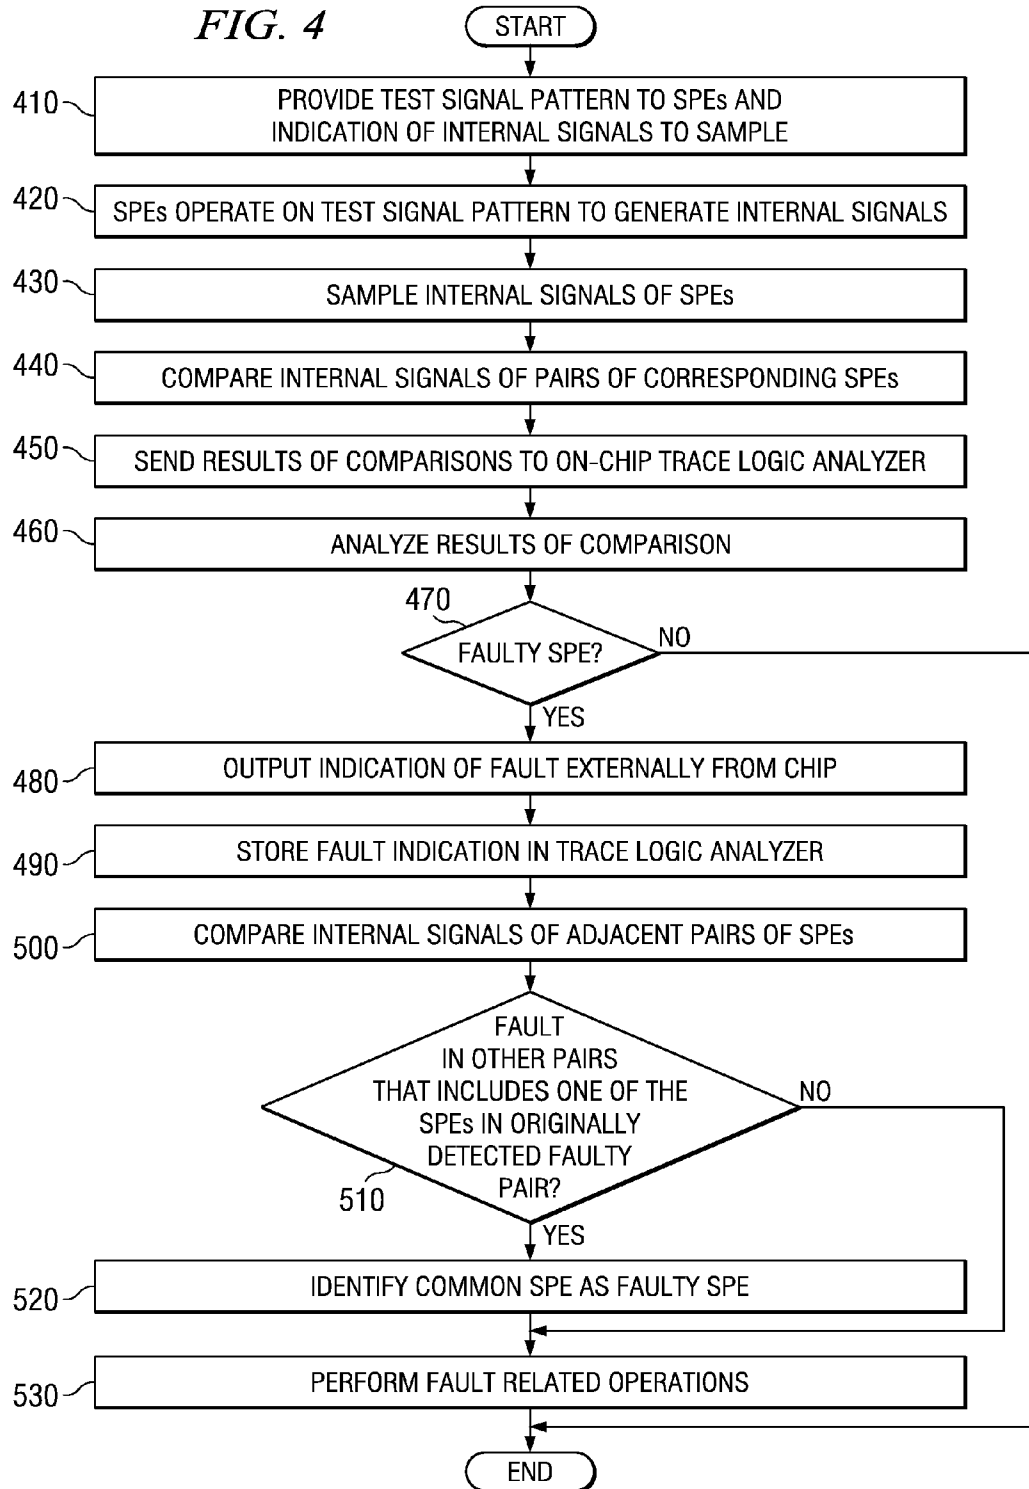 FIG. 4
START
410
PROVIDE TEST SIGNAL PATTERN TO SPEs AND
INDICATION OF INTERNAL SIGNALS TO SAMPLE
420
SPEs OPERATE ON TEST SIGNAL PATTERN TO GENERATE INTERNAL SIGNALS
430
SAMPLE INTERNAL SIGNALS OF SPEs
440
COMPARE INTERNAL SIGNALS OF PAIRS OF CORRESPONDING SPEs
450
SEND RESULTS OF COMPARISONS TO ON-CHIP TRACE LOGIC ANALYZER
460
ANALYZE RESULTS OF COMPARISON
470
FAULTY SPE?
NO
YES
480
OUTPUT INDICATION OF FAULT EXTERNALLY FROM CHIP
490
STORE FAULT INDICATION IN TRACE LOGIC ANALYZER
500
COMPARE INTERNAL SIGNALS OF ADJACENT PAIRS OF SPEs
FAULT
IN OTHER PAIRS
THAT INCLUDES ONE OF THE
SPEs IN ORIGINALLY
DETECTED FAULTY
PAIR?
NO
510
YES
520
IDENTIFY COMMON SPE AS FAULTY SPE
530
PERFORM FAULT RELATED OPERATIONS
END